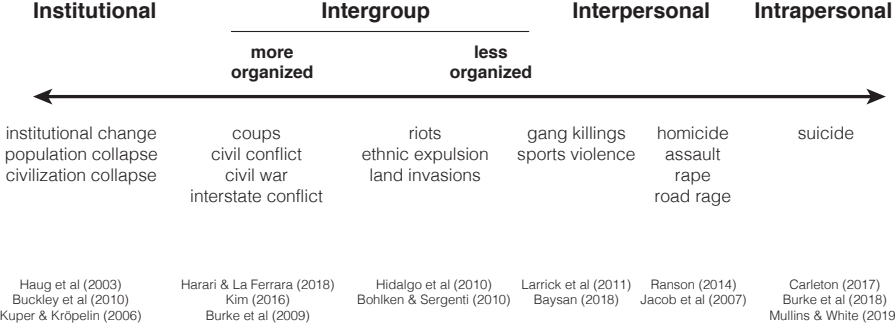 Institutional Intergroup Interpersonal Intrapersonal
more organized
less organized
institutional change
population collapse
civilization collapse
coups
civil conflict
civil war
interstate conflict
riots
ethnic expulsion
land invasions
gang killings
sports violence
homicide
assault
rape
road rage
suicide
Haug et al (2003)
Buckley et al (2010)
Kuper & Kröpelin (2006)
Harari & La Ferrara (2018)
Kim (2016)
Burke et al (2009)
Hidalgo et al (2010)
Bohlken & Sergenti (2010)
Larrick et al (2011)
Baysan (2018)
Ranson (2014)
Jacob et al (2007)
Carleton (2017)
Burke et al (2018)
Mullins & White (2019